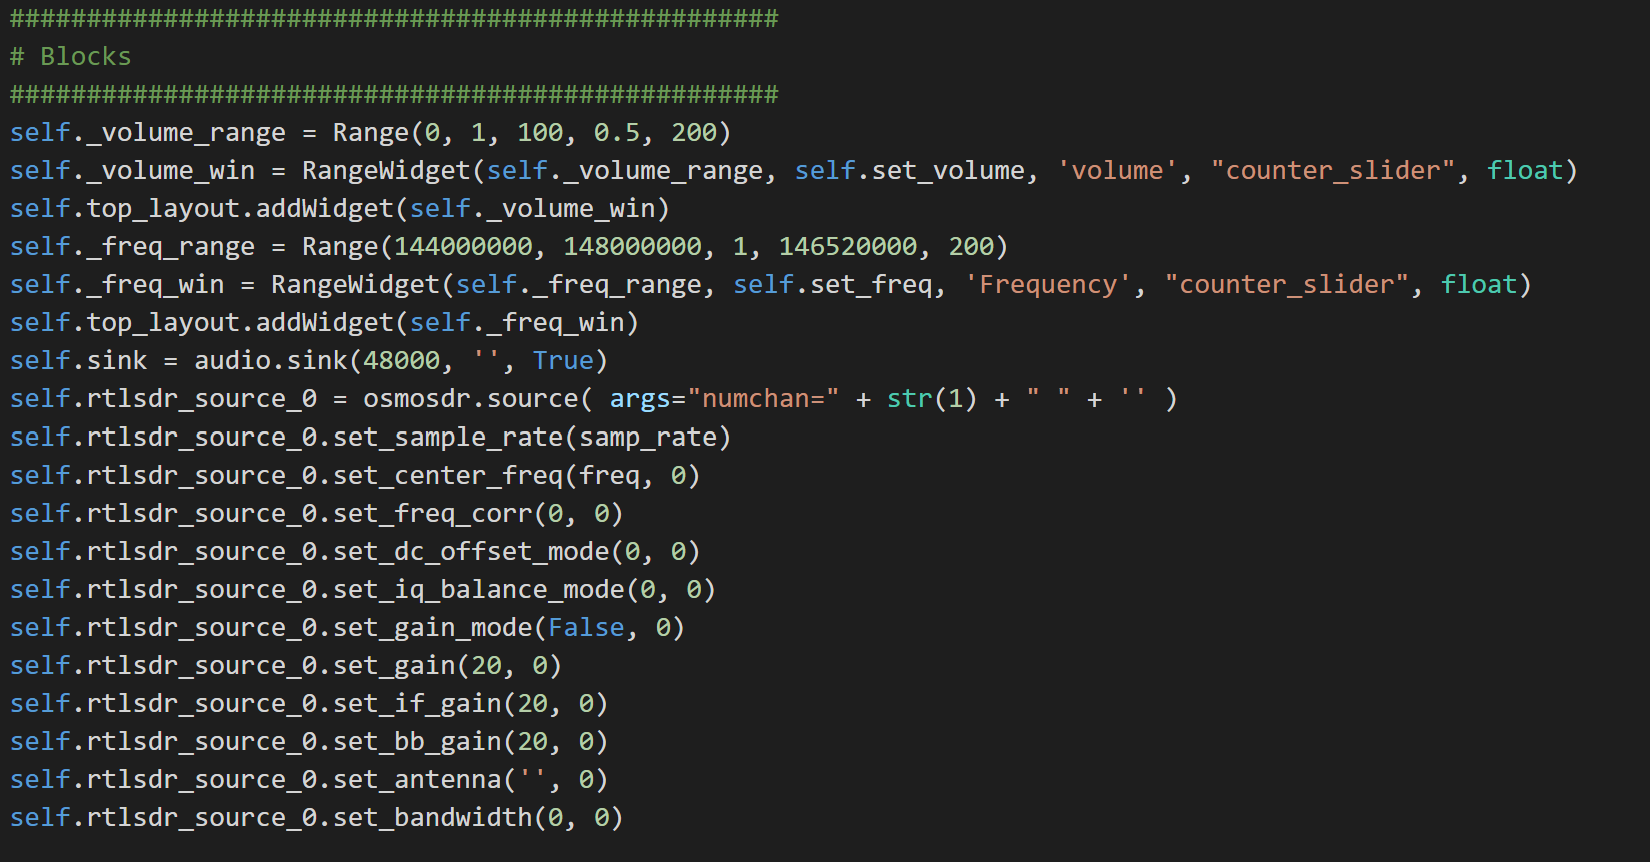 ##################################################
# Blocks
##################################################
self._volume_range = Range(0, 1, 100, 0.5, 200)
self._volume_win = RangeWidget(self._volume_range, self.set_volume, 'volume', "counter_slider", float)
self.top_layout.addWidget(self._volume_win)
self._freq_range = Range(144000000, 148000000, 1, 146520000, 200)
self._freq_win = RangeWidget(self._freq_range, self.set_freq, 'Frequency', "counter_slider", float)
self.top_layout.addWidget(self._freq_win)
self.sink = audio.sink(48000, '', True)
self.rtlsdr_source_0 = osmosdr.source( args="numchan=" + str(1) + " " + '' )
self.rtlsdr_source_0.set_sample_rate(samp_rate)
self.rtlsdr_source_0.set_center_freq(freq, 0)
self.rtlsdr_source_0.set_freq_corr(0, 0)
self.rtlsdr_source_0.set_dc_offset_mode(0, 0)
self.rtlsdr_source_0.set_iq_balance_mode(0, 0)
self.rtlsdr_source_0.set_gain_mode(False, 0)
self.rtlsdr_source_0.set_gain(20, 0)
self.rtlsdr_source_0.set_if_gain(20, 0)
self.rtlsdr_source_0.set_bb_gain(20, 0)
self.rtlsdr_source_0.set_antenna('', 0)
self.rtlsdr_source_0.set_bandwidth(0, 0)